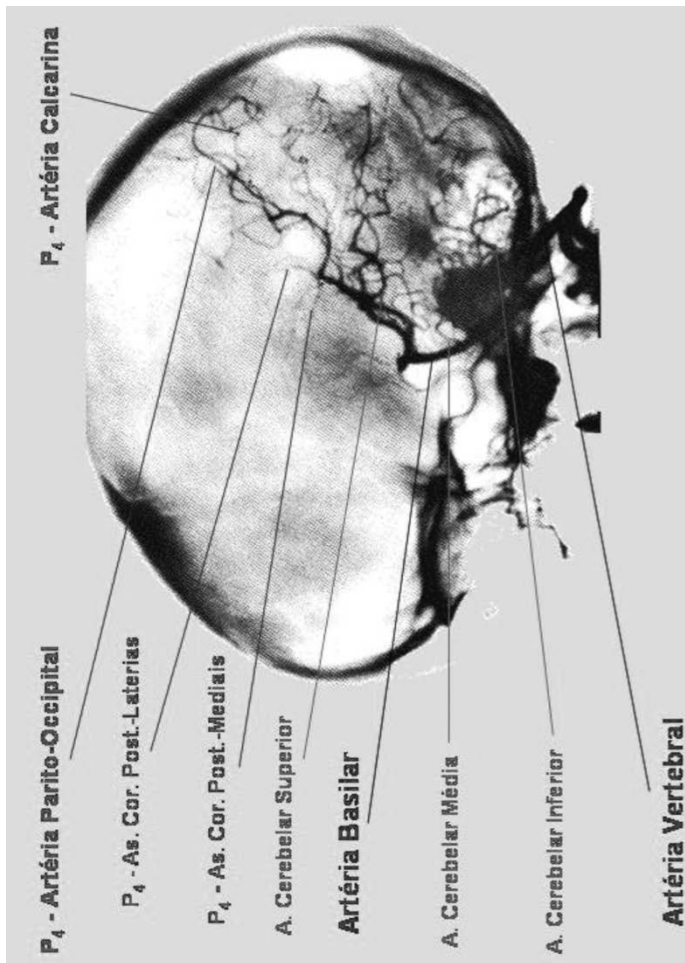 P4 - Artéria Calcarina
P4 - Artéria Parito-Occipital
P4 - As. Cor. Post.-Laterias
P4 - As. Cor. Post.-Mediais
A. Cerebelar Superior
Artéria Basilar
A. Cerebelar Média
A. Cerebelar Inferior
Artéria Vertebral